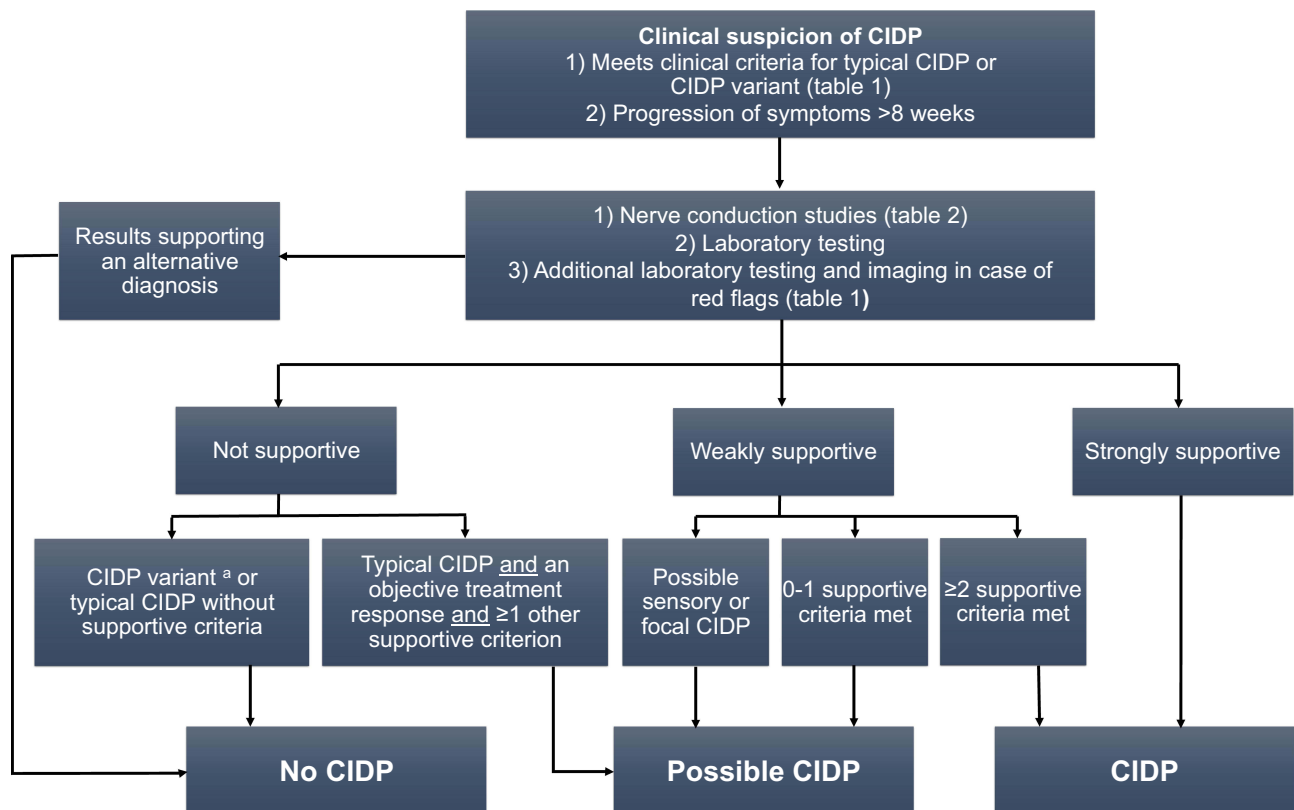 Clinical suspicion of CIDP
1) Meets clinical criteria for typical CIDP or
CIDP variant (table 1)
2) Progression of symptoms >8 weeks
Results supporting
an alternative
diagnosis
1) Nerve conduction studies (table 2)
2) Laboratory testing
3) Additional laboratory testing and imaging in case of
red flags (table 1)
Not supportive
Weakly supportive
Strongly supportive
CIDP variant ª or
typical CIDP without
supportive criteria
Typical CIDP and an
objective treatment
response and ≥1 other
supportive criterion
Possible
sensory or
focal CIDP
0-1 supportive
criteria met
≥2 supportive
criteria met
No CIDP
Possible CIDP
CIDP